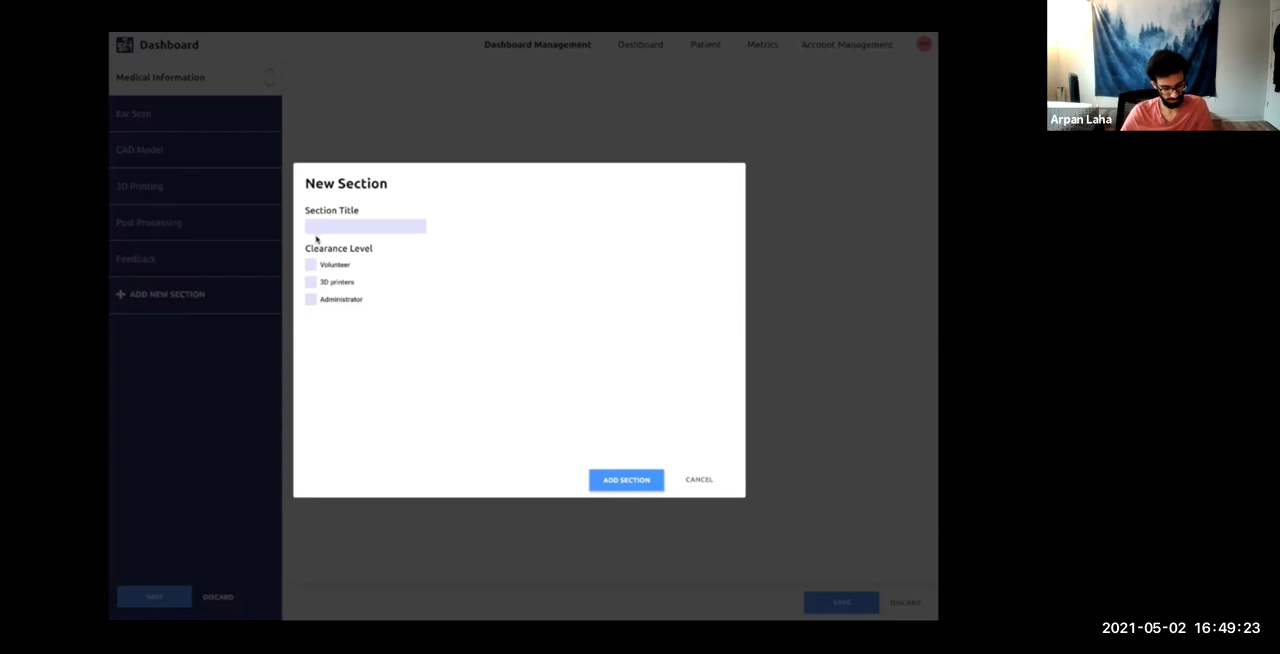 Dashboard
Dashboard Management Dashboard Patient Metrics Account Management
Medical Information
Ear Scan
CAD Model
3D Printing
Post Processing
Feedback
ADD NEW SECTION
SAVE DISCARD
New Section
Section Title
Clearance Level
Volunteer
3D printers
Administrator
ADD SECTION CANCEL
SAVE DISCARD
Arpan Laha
2021-05-02 16:49:23